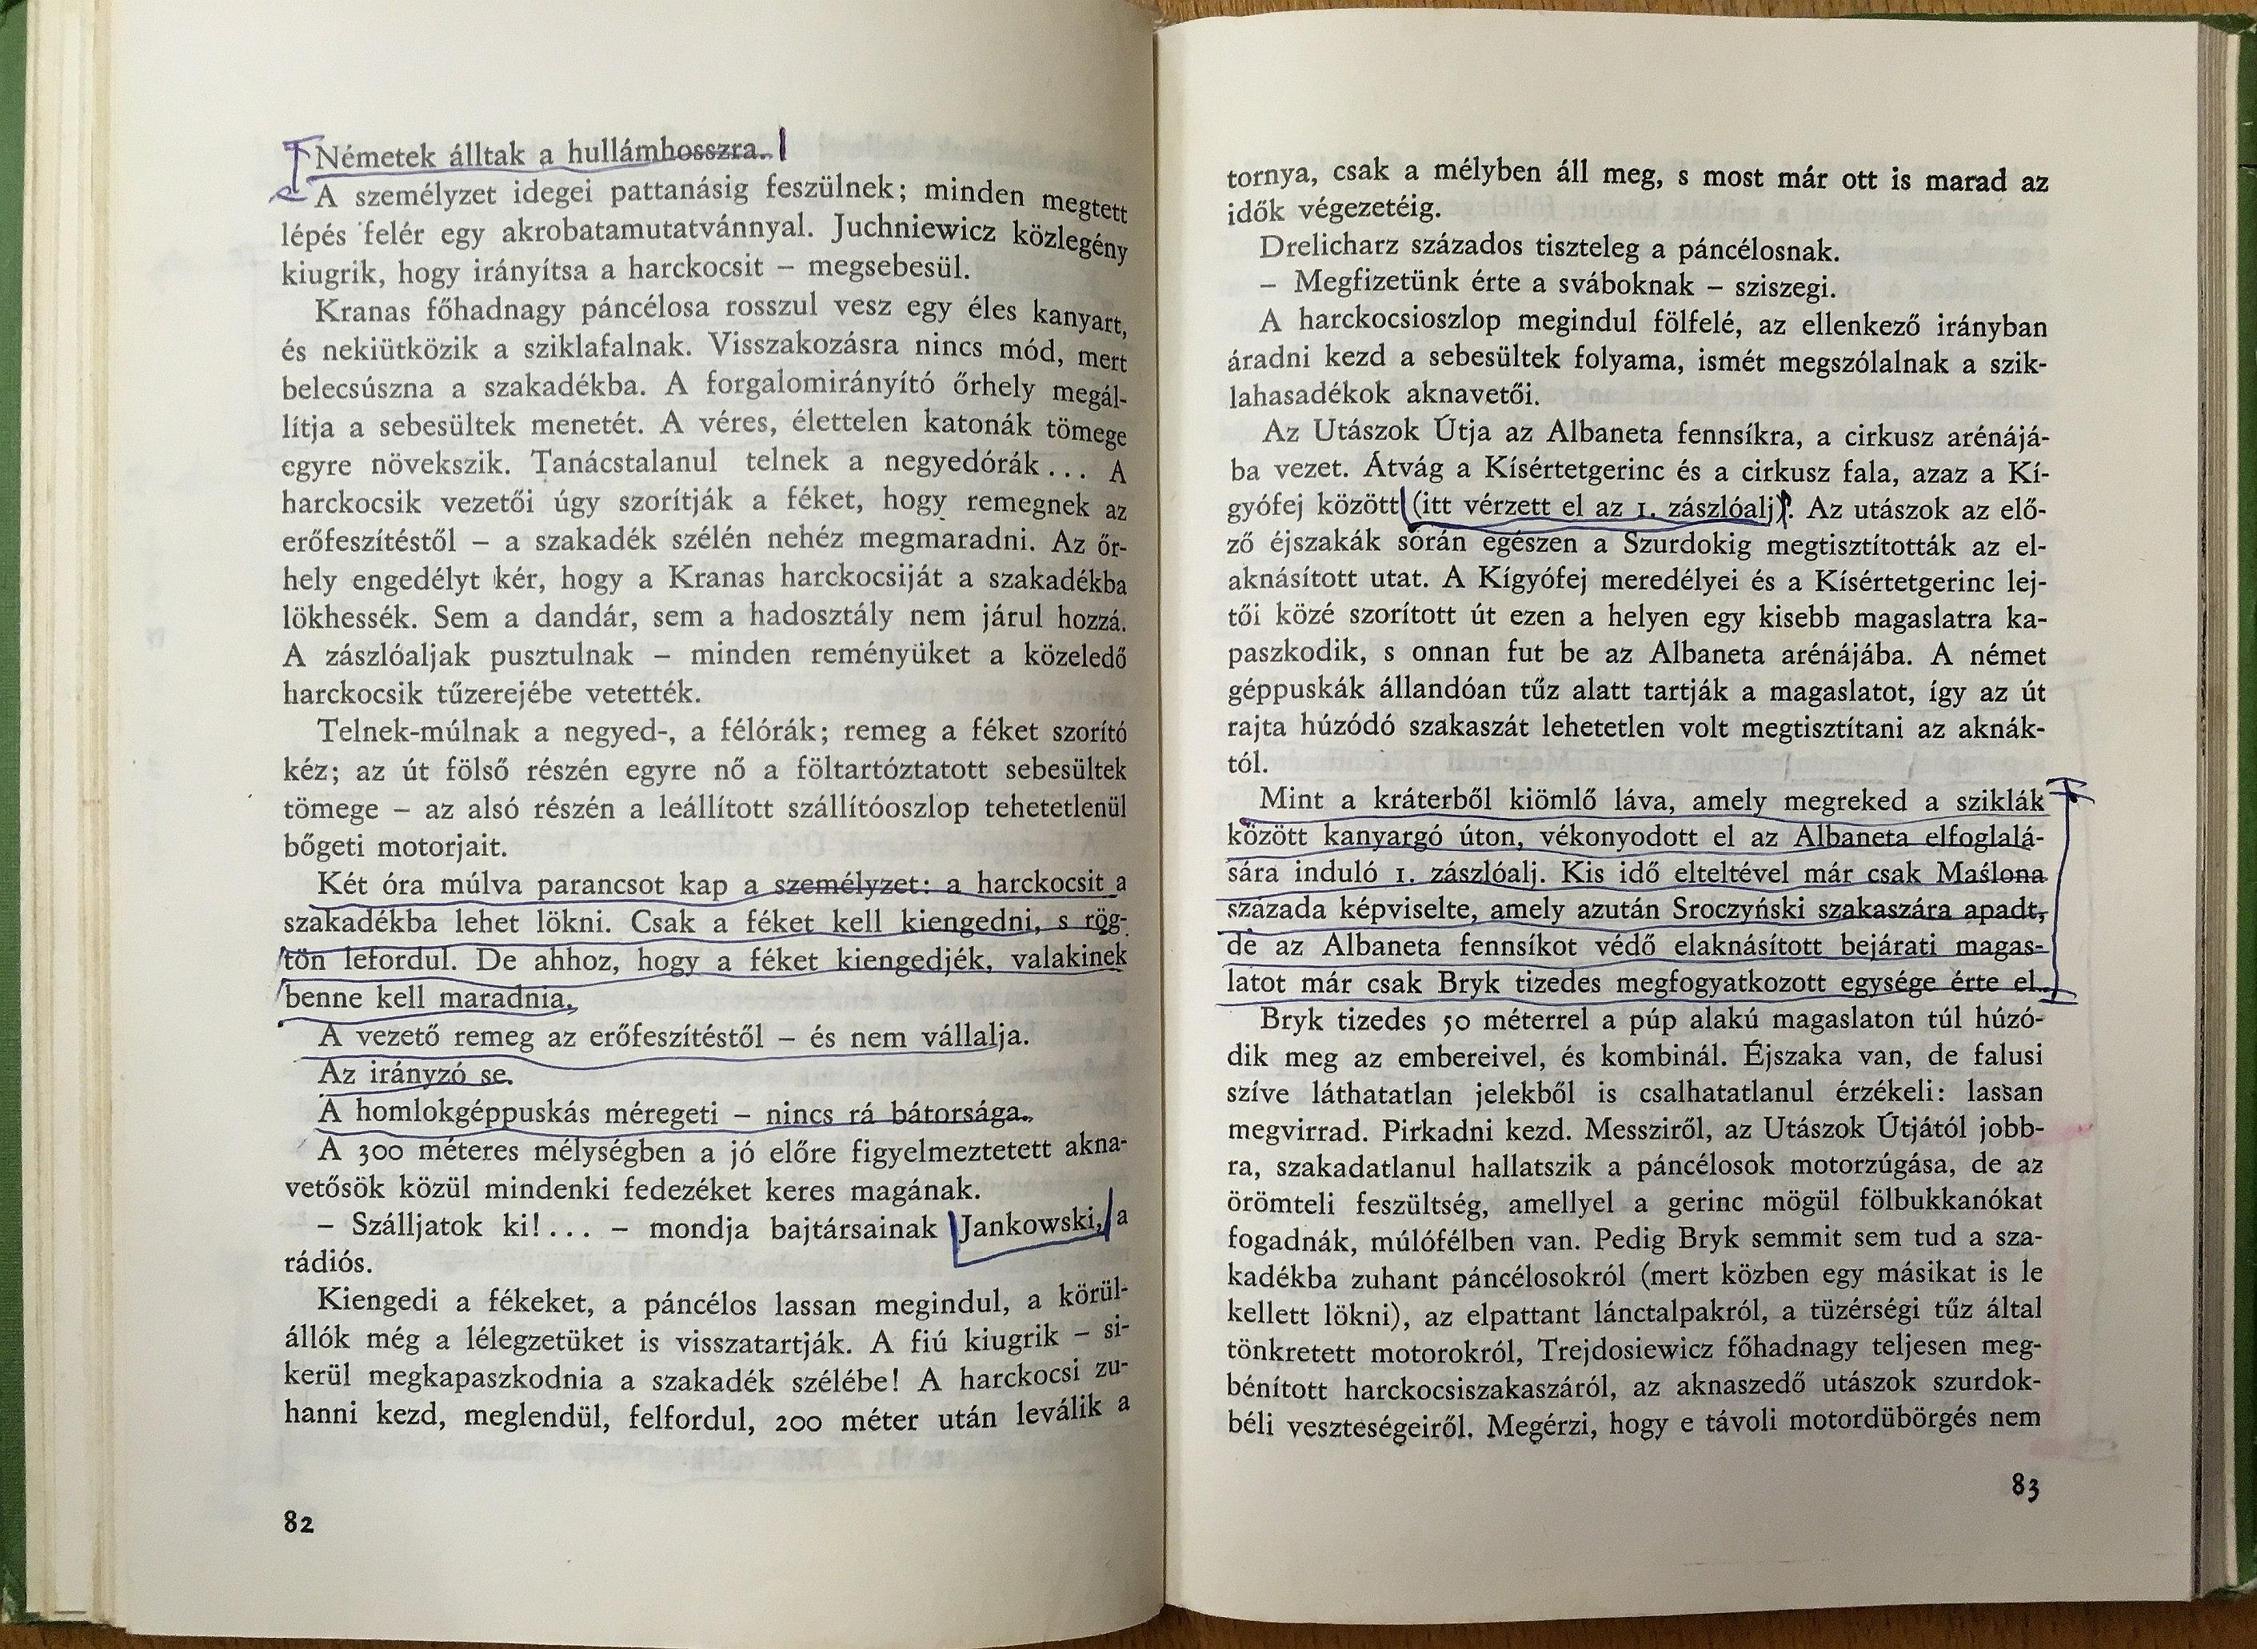 Németek álltak a hullámhosszra.
A személyzet idegei pattanásig feszülnek; minden megtett
lépés felér egy akrobatamutatvánnyal. Juchniewicz közlegény
kiugrik, hogy irányítsa a harckocsit – megsebesül.
Kranas főhadnagy páncélosa rosszul vesz egy éles kanyart,
és nekiütközik a sziklafalnak. Visszakozásra nincs mód, mert
belecsúszna a szakadékba. A forgalomirányító őrhely megál-
lítja a sebesültek menetét. A véres, élettelen katonák tömege
egyre növekszik. Tanácstalanul telnek a negyedórák... A
harckocsik vezetői úgy szorítják a féket, hogy remegnek az
erőfeszítéstől – a szakadék szélén nehéz megmaradni. Az őr-
hely engedélyt kér, hogy a Kranas harckocsiját a szakadékba
lökhessék. Sem a dandár, sem a hadosztály nem járul hozzá.
A zászlóaljak pusztulnak – minden reményüket a közeledő
harckocsik tűzerejébe vetették.
Telnek-múlnak a negyed-, a félórák; remeg a féket szorító
kéz; az út fölső részén egyre nő a föltartóztatott sebesültek
tömege – az alsó részén a leállított szállítóoszlop tehetetlenül
bőgeti motorjait.
Két óra múlva parancsot kap a személyzet: a harckocsit a
szakadékba lehet lökni. Csak a féket kell kiengedni, s rög-
tön lefordul. De ahhoz, hogy a féket kiengedjék, valakinek
benne kell maradnia.
A vezető remeg az erőfeszítéstől – és nem vállalja.
Az irányzó se.
A homlokgéppuskás méregeti – nincs rá bátorsága.
A 300 méteres mélységben a jó előre figyelmeztetett akna-
vetősök közül mindenki fedezéket keres magának.
– Szálljatok ki!... – mondja bajtársainak Jankowski, a
rádiós.
Kiengedi a fékeket, a páncélos lassan megindul, a körül-
állók még a lélegzetüket is visszatartják. A fiú kiugrik – si-
kerül megkapaszkodnia a szakadék szélébe! A harckocsi zu-
hanni kezd, meglendül, felfordul, 200 méter után leválik a
82
tornya, csak a mélyben áll meg, s most már ott is marad az
idők végezetéig.
Drelicharz százados tiszteleg a páncélosnak.
– Megfizetünk érte a sváboknak – sziszegi.
A harckocsioszlop megindul fölfelé, az ellenkező irányban
áradni kezd a sebesültek folyama, ismét megszólalnak a szik-
lahasadékok aknavetői.
Az Utászok Útja az Albaneta fennsíkra, a cirkusz arénájá-
ba vezet. Átvág a Kísértetgerinc és a cirkusz fala, azaz a Kí-
gyófej között (itt vérzett el az 1. zászlóalj). Az utászok az elő-
ző éjszakák során egészen a Szurdokig megtisztították az el-
aknásított utat. A Kígyófej meredélyei és a Kísértetgerinc lej-
tői közé szorított út ezen a helyen egy kisebb magaslatra ka-
paszkodik, s onnan fut be az Albaneta arénájába. A német
géppuskák állandóan tűz alatt tartják a magaslatot, így az út
rajta húzódó szakaszát lehetetlen volt megtisztítani az aknák-
tól.
Mint a kráterből kiömlő láva, amely megreked a sziklák
között kanyargó úton, vékonyodott el az Albaneta elfoglalá-
sára induló 1. zászlóalj. Kis idő elteltével már csak Maślona
százada képviselte, amely azután Sroczyński szakaszára apadt,
de az Albaneta fennsíkot védő elaknásított bejárati magas-
latot már csak Bryk tizedes megfogyatkozott egysége érte el.
Bryk tizedes 50 méterrel a púp alakú magaslaton túl húzó-
dik meg az embereivel, és kombinál. Éjszaka van, de falusi
szíve láthatatlan jelekből is csalhatatlanul érzékeli: lassan
megvirrad. Pirkadni kezd. Messziről, az Utászok Útjától jobb-
ra, szakadatlanul hallatszik a páncélosok motorzúgása, de az
örömteli feszültség, amellyel a gerinc mögül fölbukkanókat
fogadnák, múlófélben van. Pedig Bryk semmit sem tud a sza-
kadékba zuhant páncélosokról (mert közben egy másikat is le
kellett lökni), az elpattant lánctalpakról, a tüzérségi tűz által
tönkretett motorokról, Trejdosiewicz főhadnagy teljesen meg-
bénított harckocsiszakaszáról, az aknaszedő utászok szurdok-
béli veszteségeiről. Megérzi, hogy e távoli motordübörgés nem
83